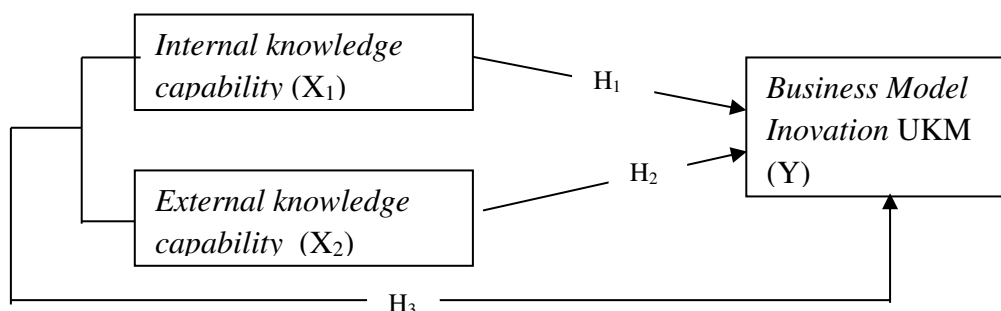 Internal knowledge
capability (X₁)
H₁
Business Model
Inovation UKM
(Y)
H₂
External knowledge
capability (X₂)
H₃